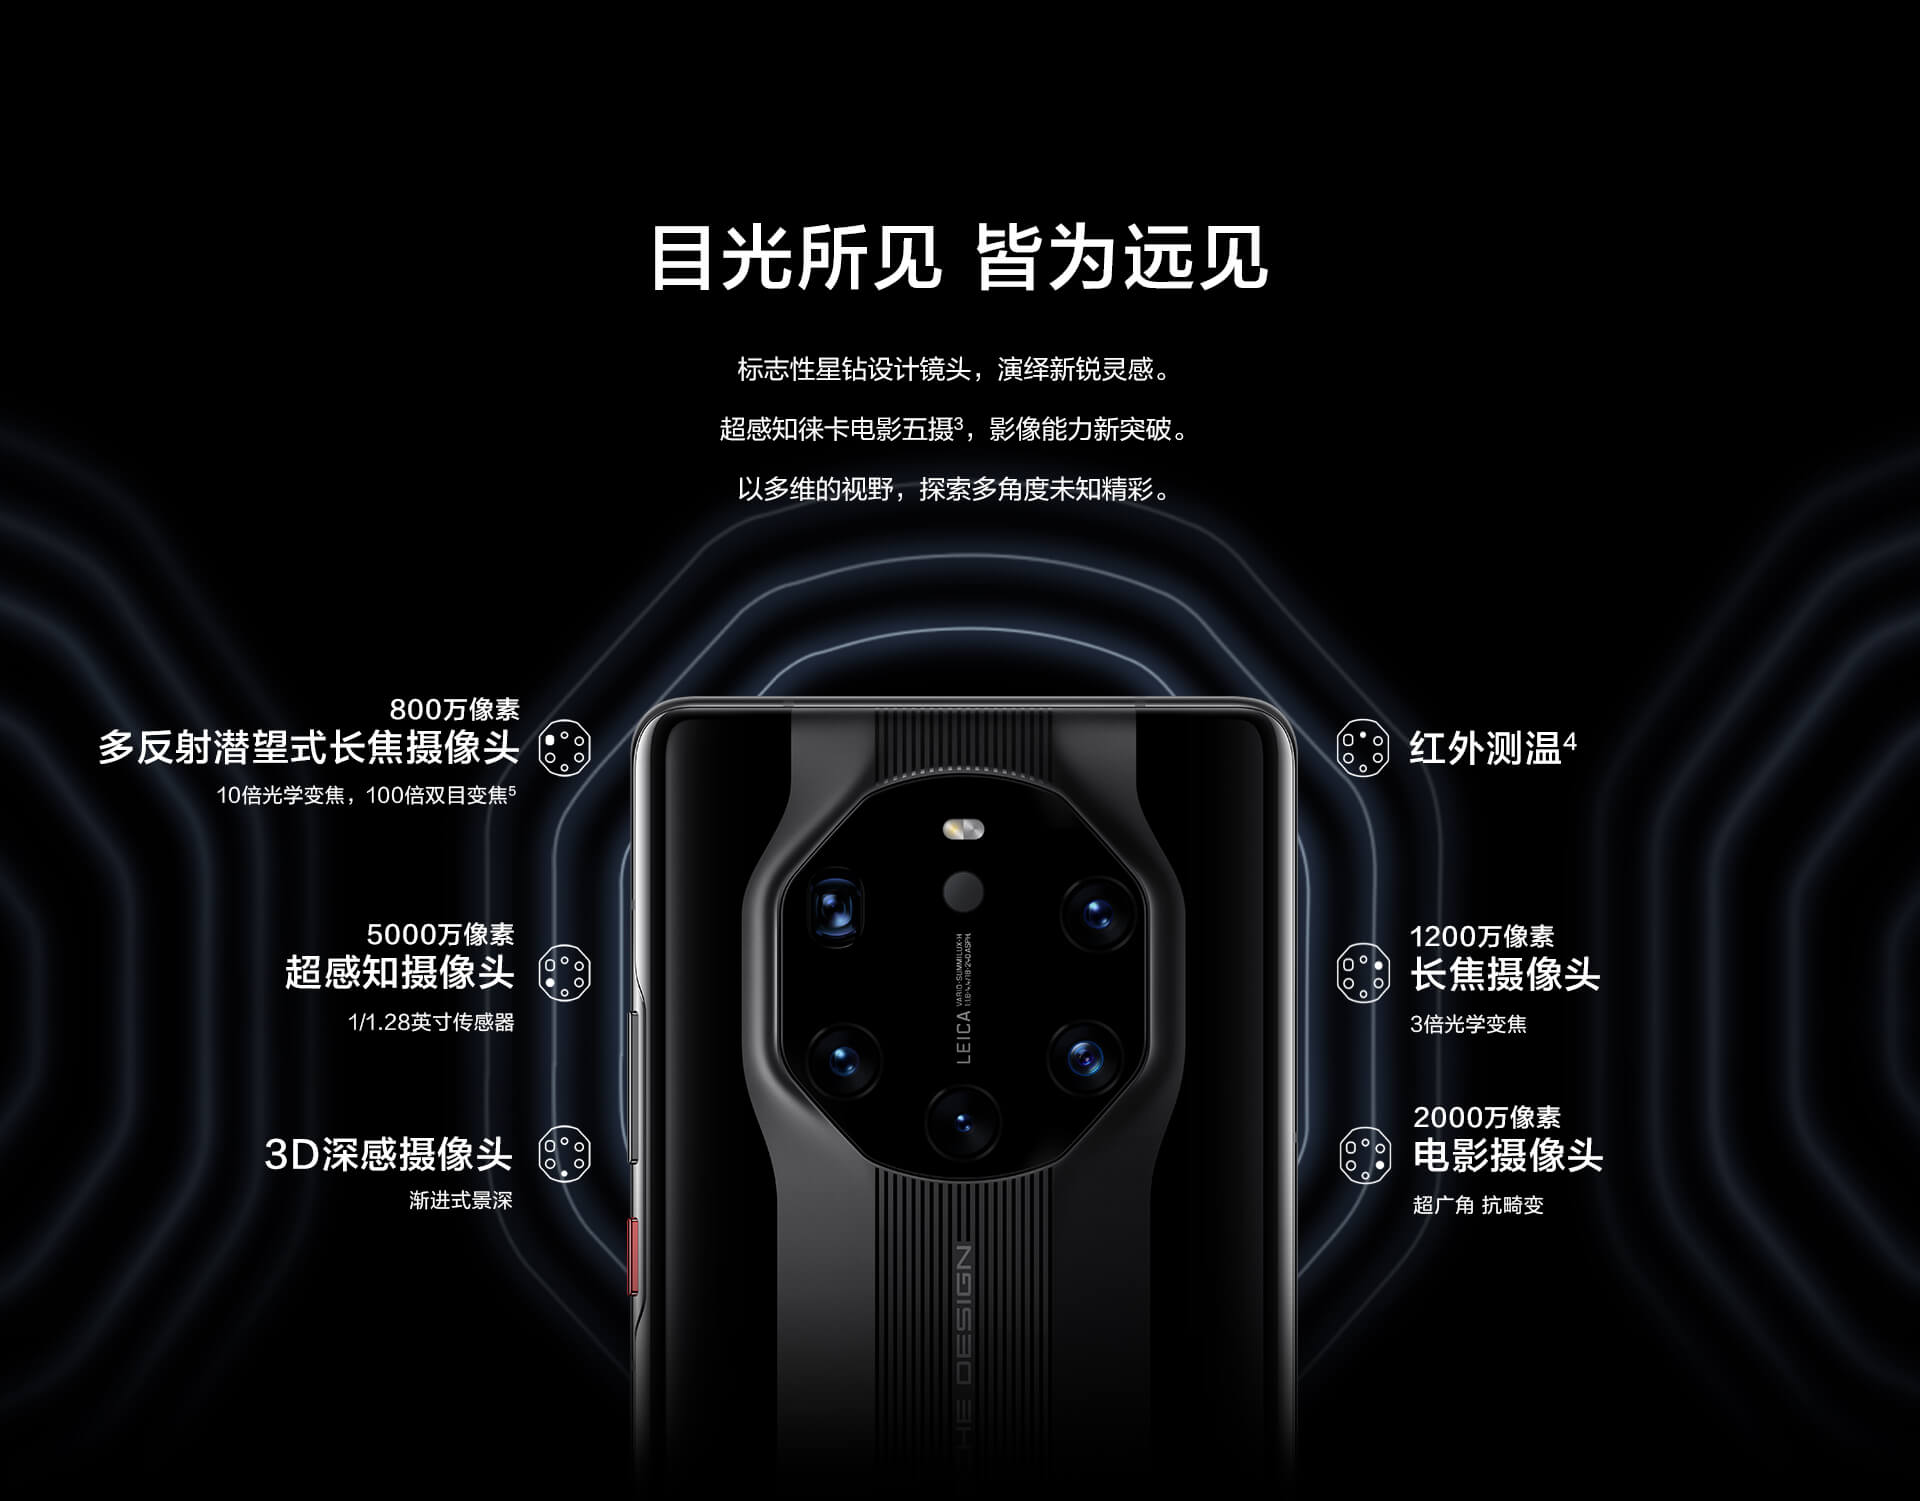 目光所见 皆为远见
标志性星钻设计镜头，演绎新锐灵感。
超感知徕卡电影五摄3，影像能力新突破。
以多维的视野，探索多角度未知精彩。
800万像素
多反射潜望式长焦摄像头
10倍光学变焦，100倍双目变焦5
5000万像素
超感知摄像头
1/1.28英寸传感器
3D深感摄像头
渐进式景深
红外测温4
1200万像素
长焦摄像头
3倍光学变焦
2000万像素
电影摄像头
超广角 抗畸变
LEICA
VARIO-SUMMILUX-H
DESIGN